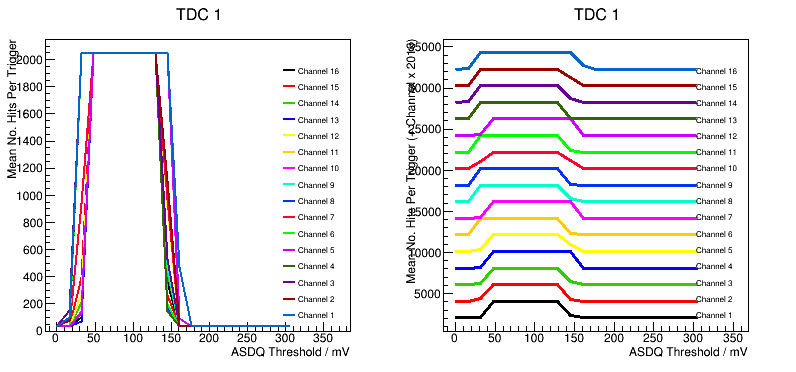 TDC 1
Mean No. Hits Per Trigger
2000
1800
1600
1400
1200
1000
800
600
400
200
0
0 50 100 150 200 250 300 350
ASDQ Threshold / mV
Channel 16
Channel 15
Channel 14
Channel 13
Channel 12
Channel 11
Channel 10
Channel 9
Channel 8
Channel 7
Channel 6
Channel 5
Channel 4
Channel 3
Channel 2
Channel 1
TDC 1
Mean No. Hits Per Trigger (+ Channel x 2018)
35000
30000
25000
20000
15000
10000
5000
0 50 100 150 200 250 300 350
ASDQ Threshold / mV
Channel 16
Channel 15
Channel 14
Channel 13
Channel 12
Channel 11
Channel 10
Channel 9
Channel 8
Channel 7
Channel 6
Channel 5
Channel 4
Channel 3
Channel 2
Channel 1